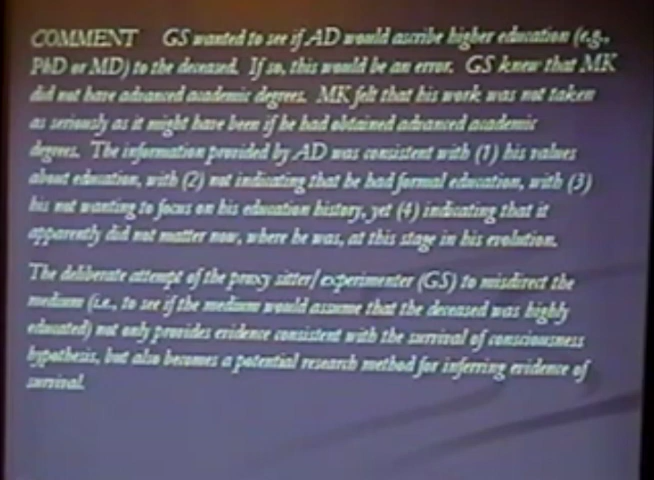 COMMENT GS wanted to see if AD would ascribe higher education (e.g.,
PhD or MD) to the deceased. If so, this would be an error. GS knew that MK
did not have advanced academic degrees. MK felt that his work was not taken
as seriously as it might have been if he had obtained advanced academic
degrees. The information provided by AD was consistent with (1) his values
about education, with (2) not indicating that he had formal education, with (3)
his not wanting to focus on his education history, yet (4) indicating that it
apparently did not matter now, where he was, at this stage in his evolution.
The deliberate attempt of the proxy sitter/experimenter (GS) to misdirect the
medium (i.e., to see if the medium would assume that the deceased was highly
educated) not only provides evidence consistent with the survival of consciousness
hypothesis, but also becomes a potential research method for inferring evidence of
survival.